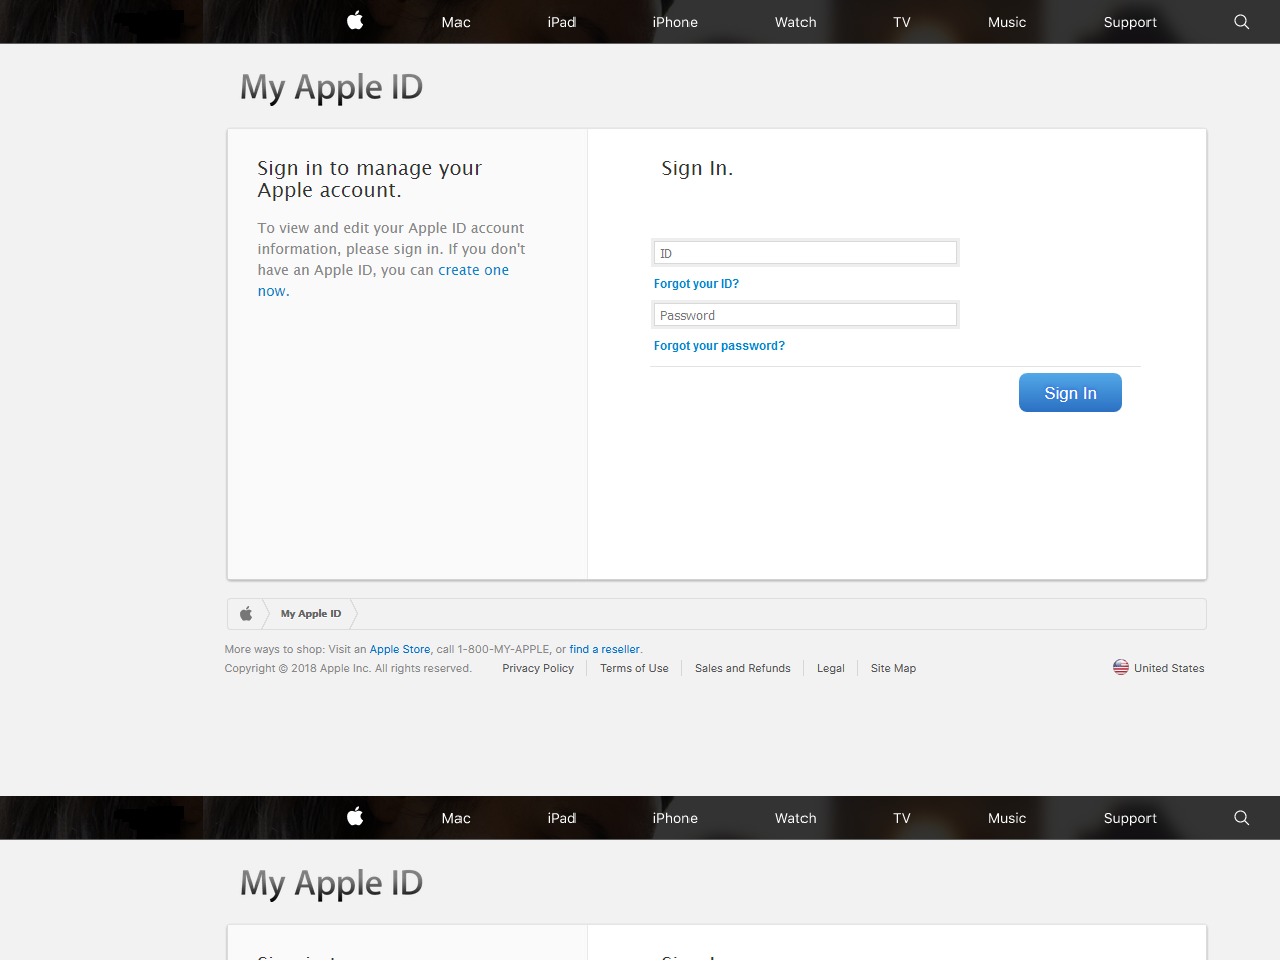 Mac iPad iPhone Watch TV Music Support
My Apple ID
Sign in to manage your
Apple account.
To view and edit your Apple ID account
information, please sign in. If you don't
have an Apple ID, you can create one
now.
Sign In.
ID
Forgot your ID?
Password
Forgot your password?
Sign In
My Apple ID
More ways to shop: Visit an Apple Store, call 1-800-MY-APPLE, or find a reseller.
Copyright © 2018 Apple Inc. All rights reserved. Privacy Policy Terms of Use Sales and Refunds Legal Site Map United States
Mac iPad iPhone Watch TV Music Support
My Apple ID